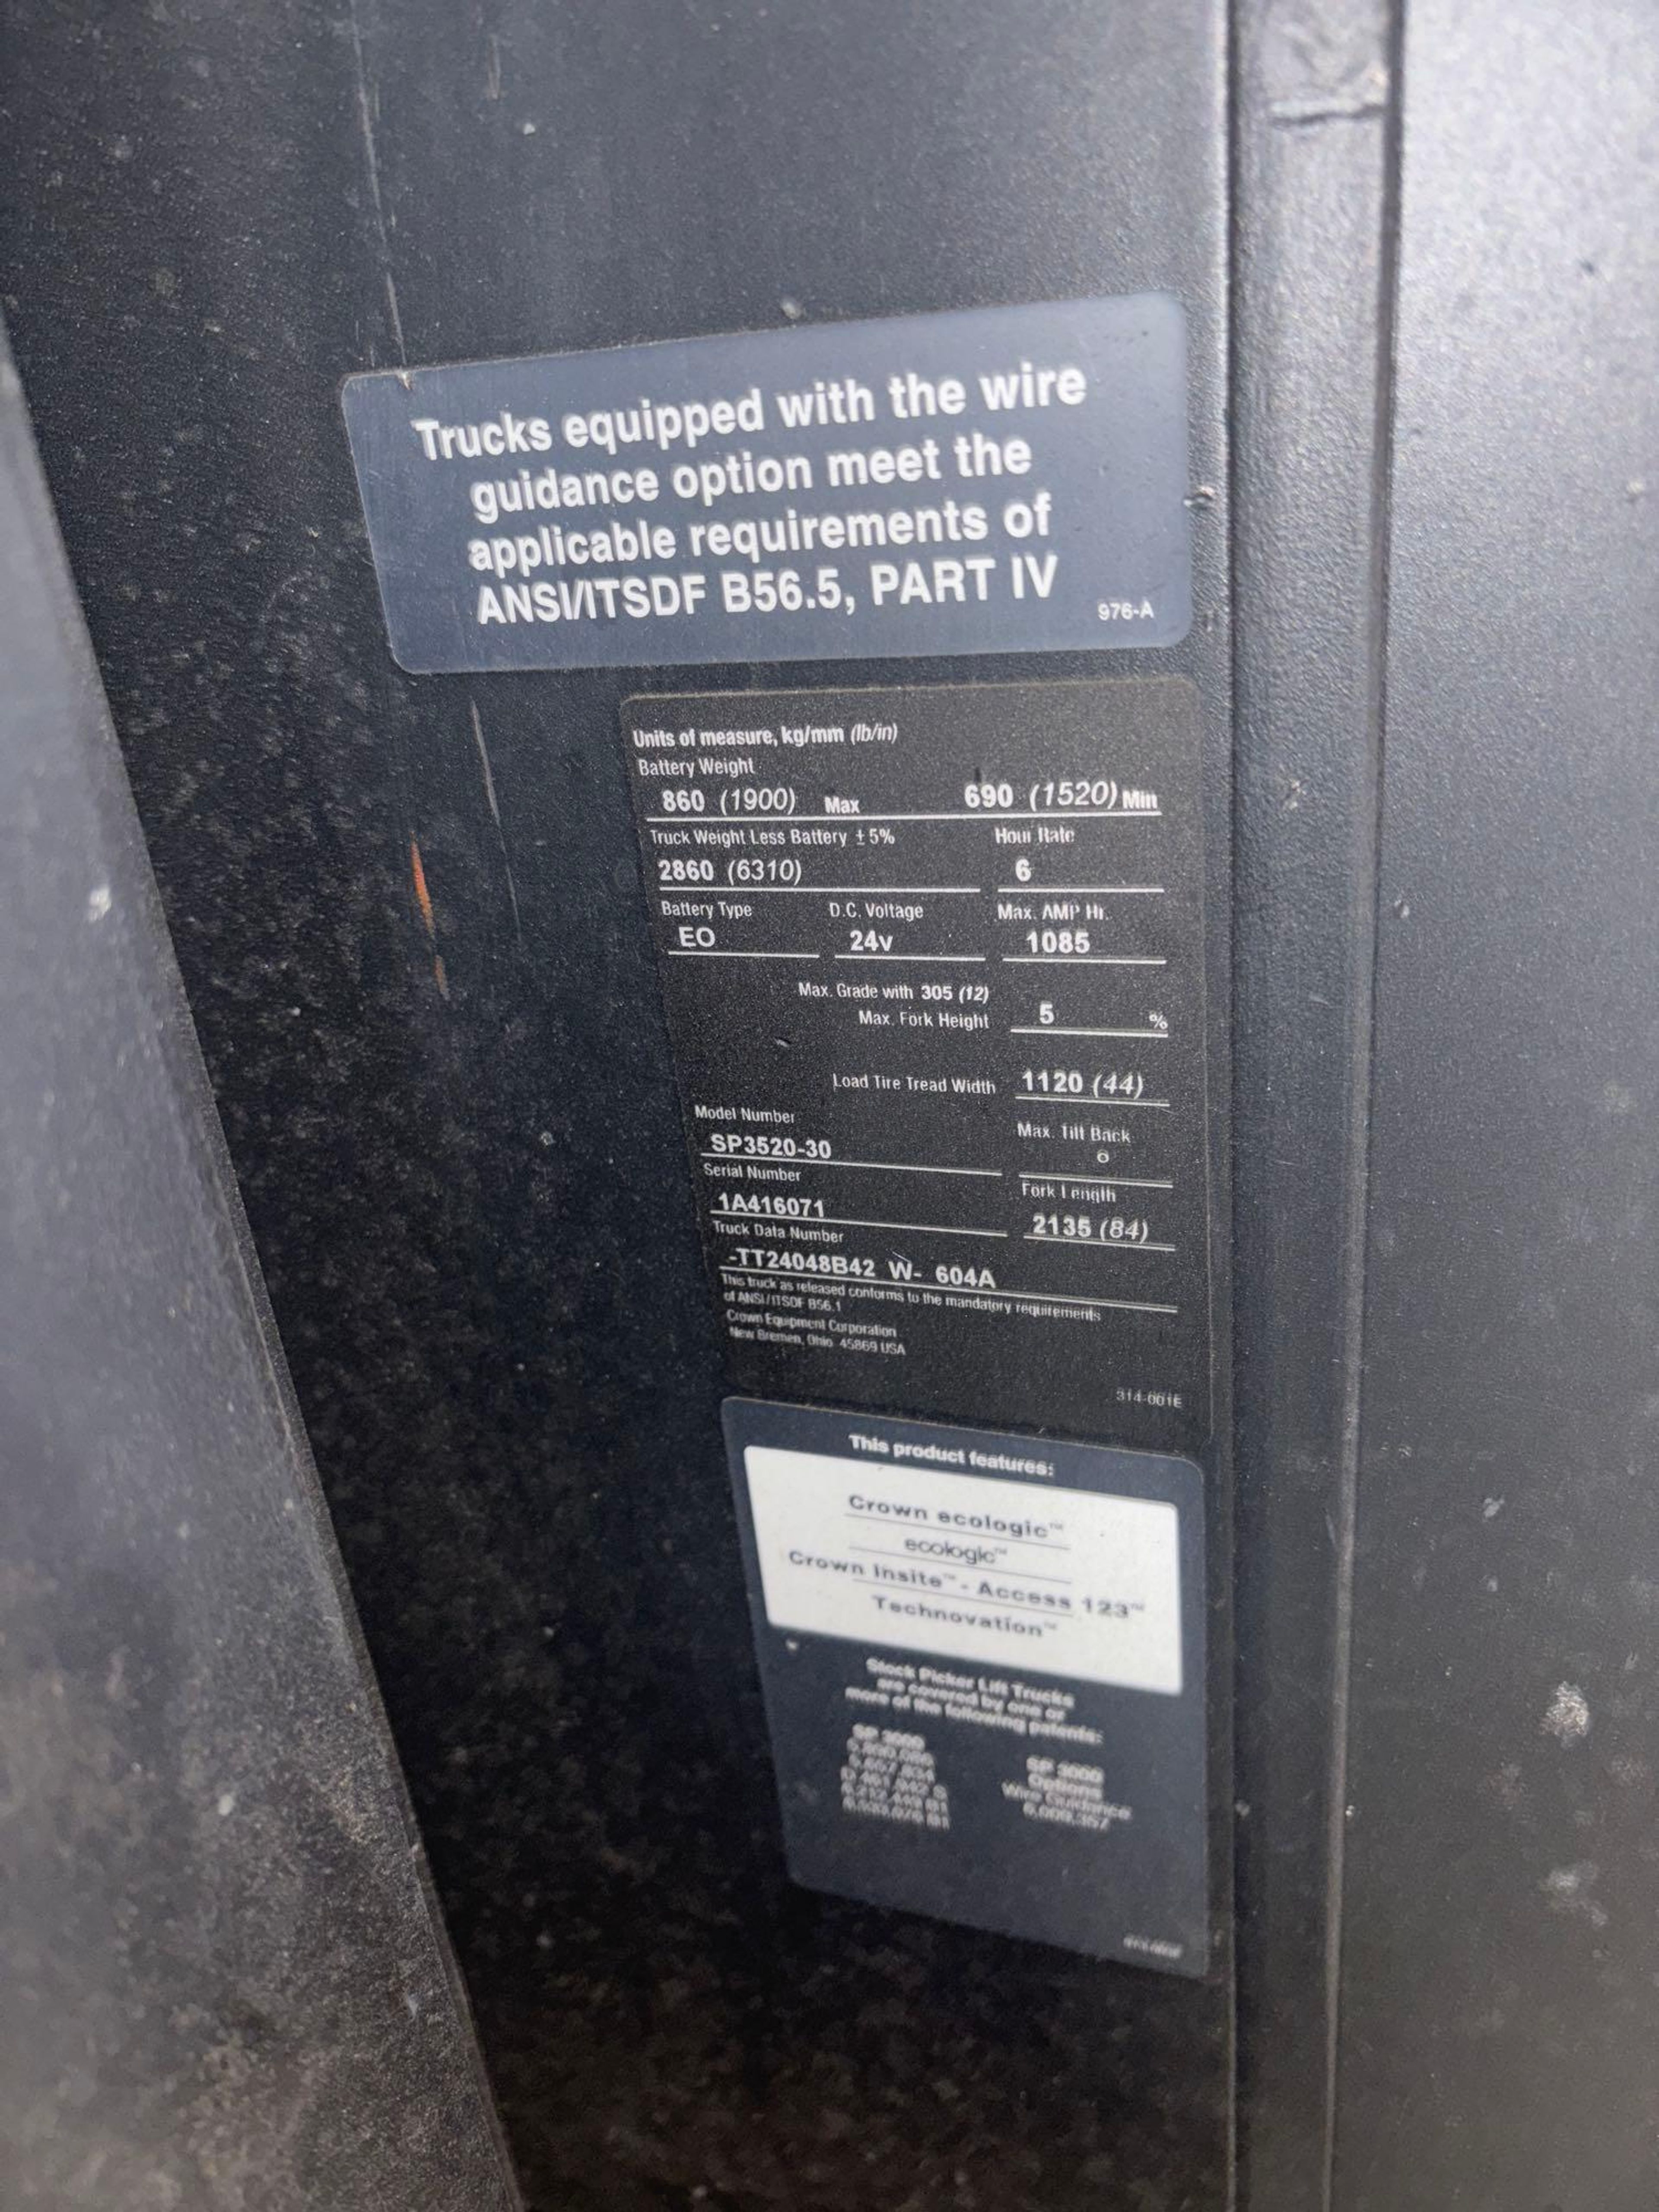 Trucks equipped with the wire
guidance option meet the
applicable requirements of
ANSI/ITSDF B56.5, PART IV
976-A
Units of measure, kg/mm (lb/in)
Battery Weight
860 (1900) Max 690 (1520) Min
Truck Weight Less Battery ± 5% Hour Rate
2860 (6310) 6
Battery Type D.C. Voltage Max. AMP Hr.
EO 24v 1085
Max. Grade with 305 (12)
Max. Fork Height 5 %
Load Tire Tread Width 1120 (44)
Model Number Max. Tilt Back
SP3520-30 °
Serial Number Fork Length
1A416071 2135 (84)
Truck Data Number
-TT24048B42 W- 604A
This truck as released conforms to the mandatory requirements
of ANSI/ITSDF B56.1
Crown Equipment Corporation
New Bremen, Ohio 45869 USA
314-001E
This product features:
Crown ecologic™
ecologic™
Crown Insite™ - Access 123™
Technovation™
Stock Picker Lift Trucks
are covered by one or
more of the following patents:
SP 3000
SP 3000
Options
Wire Guidance